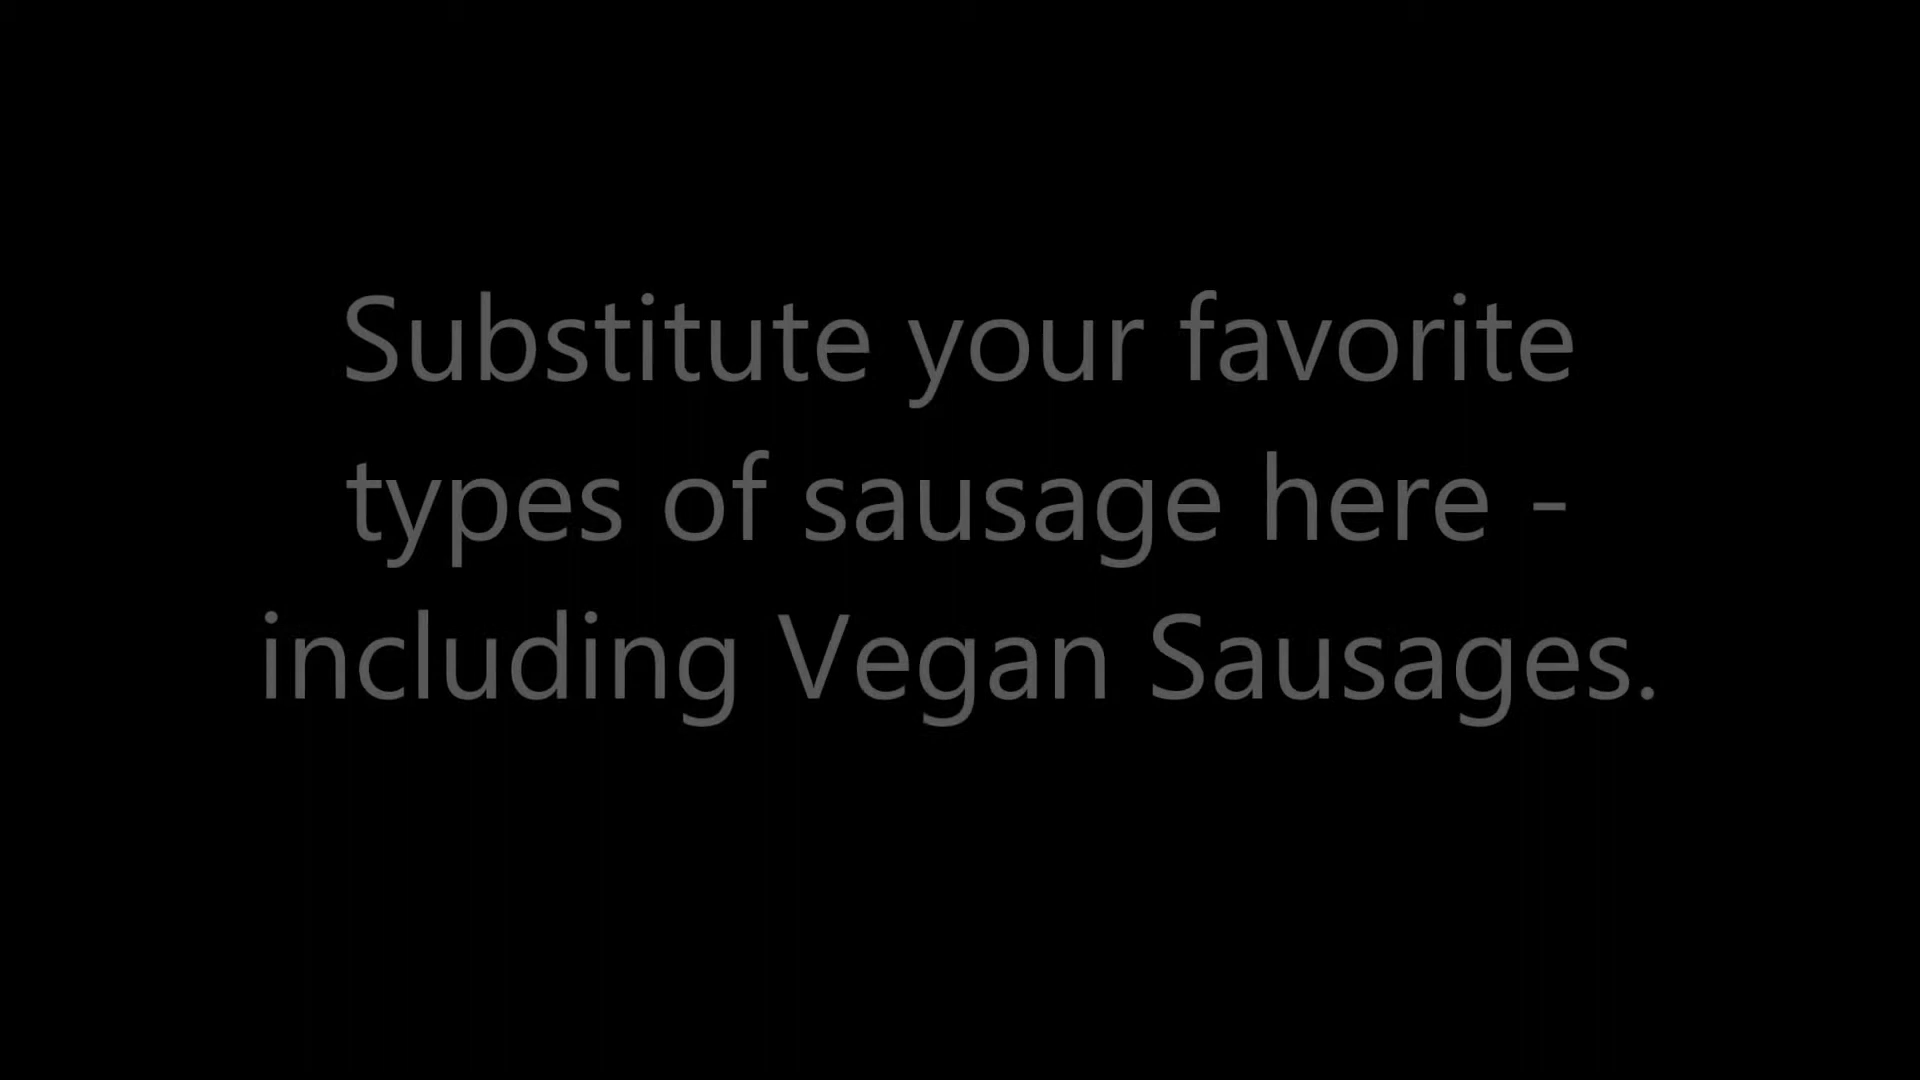 Substitute your favorite
types of sausage here -
including Vegan Sausages.